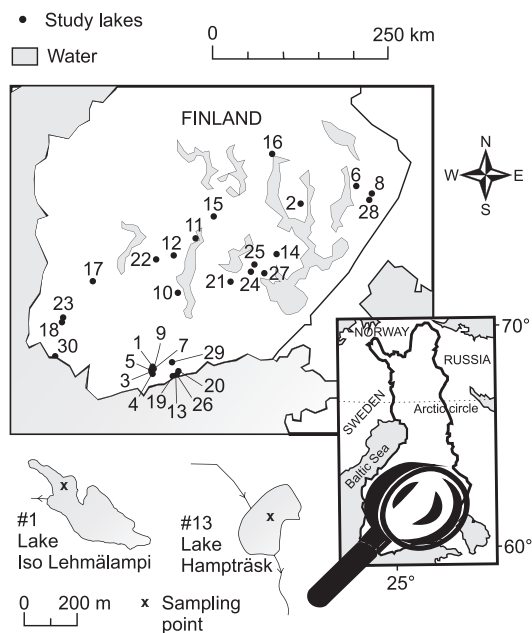 Study lakes
Water
0 250 km
FINLAND
16
N
W E
S
6
8
2
28
15
11
12
22
25
14
17
10
21
24
27
23
18
30
1
9
7
29
5
3
4
19
13
26
20
NORWAY
70°
RUSSIA
SWEDEN
Arctic circle
Baltic Sea
60°
25°
#1
Lake
Iso Lehmälampi
x
#13
Lake
Hampträsk
x
0 200 m
x Sampling
point